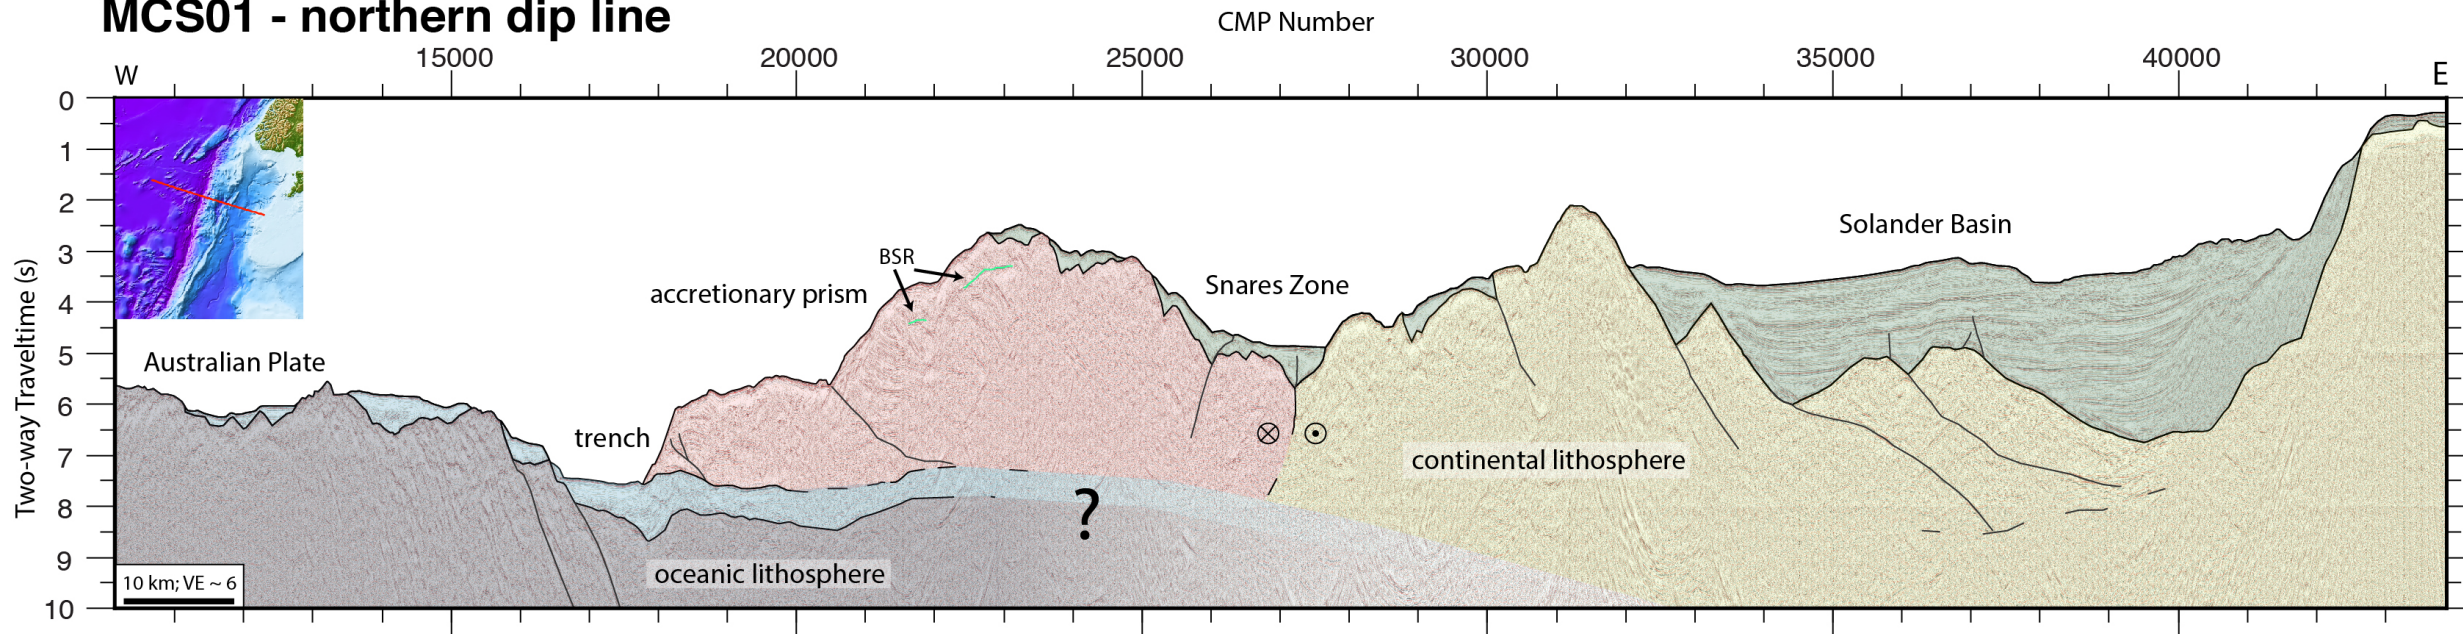 MCS01 - northern dip line
CMP Number
15000 20000 25000 30000 35000 40000
W E
0
1
2
3
4
5
6
7
8
9
10
Two-way Traveltime (s)
Australian Plate
trench
accretionary prism
BSR
Snares Zone
Solander Basin
continental lithosphere
?
oceanic lithosphere
10 km; VE ~ 6